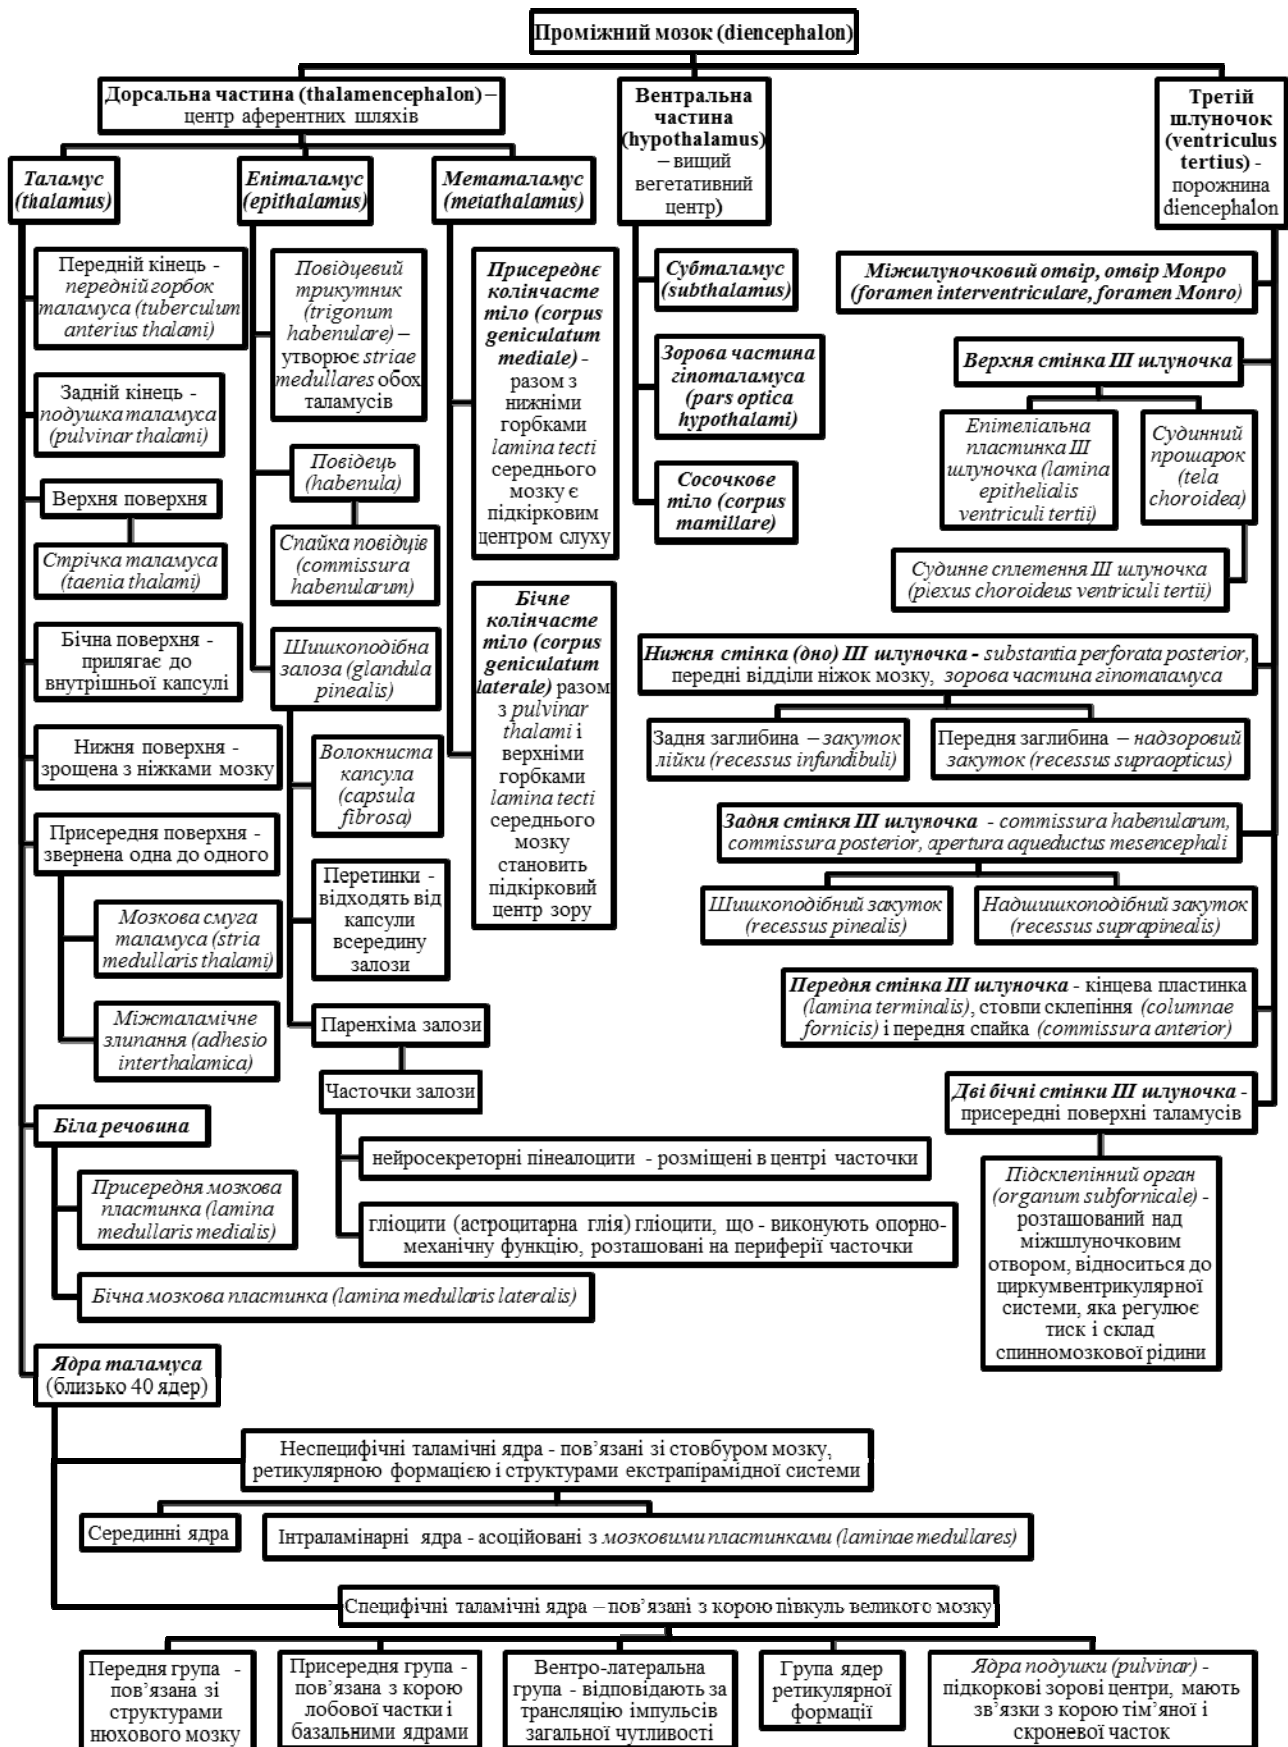 Проміжний мозок (diencephalon)
Дорсальна частина (thalamencephalon) –
центр аферентних шляхів
Вентральна
частина
(hypothalamus)
– вищий
вегетативний
центр)
Третій
шлуночок
(ventriculus
tertius) -
порожнина
diencephalon
Таламус
(thalamus)
Епіталамус
(epithalamus)
Метаталамус
(metathalamus)
Передній кінець -
передній горбок
таламуса (tuberculum
anterius thalami)
Задній кінець -
подушка таламуса
(pulvinar thalami)
Верхня поверхня
Стрічка таламуса
(taenia thalami)
Бічна поверхня -
прилягає до
внутрішньої капсулі
Нижня поверхня -
зрощена з ніжками мозку
Присередня поверхня -
звернена одна до одного
Мозкова смуга
таламуса (stria
medullaris thalami)
Міжталамічне
злипання (adhesio
interthalamica)
Біла речовина
Присередня мозкова
пластинка (lamina
medullaris medialis)
Бічна мозкова пластинка (lamina medullaris lateralis)
Ядра таламуса
(близько 40 ядер)
Повідцевий
трикутник
(trigonum
habenulare) –
утворює striae
medullares обох
таламусів
Повідець
(habenula)
Спайка повідців
(commissura
habenularum)
Шишкоподібна
залоза (glandula
pinealis)
Волокниста
капсула
(capsula
fibrosa)
Перетинки -
відходять від
капсули
всередину
залози
Паренхіма залози
Часточки залози
нейросекреторні пінеалоцити - розміщені в центрі часточки
гліоцити (астроцитарна глія) гліоцити, що - виконують опорно-
механічну функцію, розташовані на периферії часточки
Присереднє
колінчасте
тіло (corpus
geniculatum
mediale) -
разом з
нижніми
горбками
lamina tecti
середнього
мозку є
підкірковим
центром слуху
Бічне
колінчасте
тіло (corpus
geniculatum
laterale) разом
з pulvinar
thalami і
верхніми
горбками
lamina tecti
середнього
мозку
становить
підкірковий
центр зору
Субталамус
(subthalamus)
Зорова частина
гіпоталамуса
(pars optica
hypothalami)
Сосочкове
тіло (corpus
mamillare)
Міжшлуночковий отвір, отвір Монро
(foramen interventriculare, foramen Monro)
Верхня стінка ІІІ шлуночка
Епітеліальна
пластинка ІІІ
шлуночка (lamina
epithelialis
ventriculi tertii)
Судинний
прошарок
(tela
choroidea)
Судинне сплетення ІІІ шлуночка
(plexus choroideus ventriculi tertii)
Нижня стінка (дно) ІІІ шлуночка - substantia perforata posterior,
передні відділи ніжок мозку, зорова частина гіпоталамуса
Задня заглибина – закуток
лійки (recessus infundibuli)
Передня заглибина – надзоровий
закуток (recessus supraopticus)
Задня стінкя ІІІ шлуночка - commissura habenularum,
commissura posterior, apertura aqueductus mesencephali
Шишкоподібний закуток
(recessus pinealis)
Надшишкоподібний закуток
(recessus suprapinealis)
Передня стінка ІІІ шлуночка - кінцева пластинка
(lamina terminalis), стовпи склепіння (columnae
fornicis) і передня спайка (commissura anterior)
Дві бічні стінки ІІІ шлуночка -
присередні поверхні таламусів
Підсклепінний орган
(organum subfornicale) -
розташований над
міжшлуночковим
отвором, відноситься до
циркумвентрикулярної
системи, яка регулює
тиск і склад
спинномозкової рідини
Неспецифічні таламічні ядра - пов’язані зі стовбуром мозку,
ретикулярною формацією і структурами екстрапірамідної системи
Серединні ядра
Інтраламінарні ядра - асоційовані з мозковими пластинками (laminae medullares)
Специфічні таламічні ядра – пов’язані з корою півкуль великого мозку
Передня група -
пов’язана зі
структурами
нюхового мозку
Присередня група -
пов’язана з корою
лобової частки і
базальними ядрами
Вентро-латеральна
група - відповідають за
трансляцію імпульсів
загальної чутливості
Група ядер
ретикулярної
формації
Ядра подушки (pulvinar) -
підкоркові зорові центри, мають
зв’язки з корою тім’яної і
скроневої часток